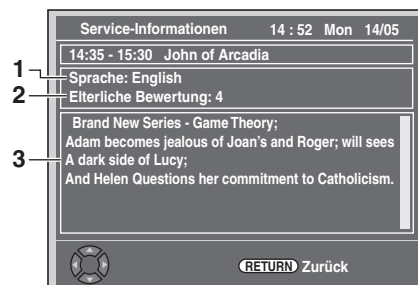 Service-Informationen 14 : 52 Mon 14/05
14:35 - 15:30 John of Arcadia
1
Sprache: English
2
Elterliche Bewertung: 4
Brand New Series - Game Theory;
Adam becomes jealous of Joan's and Roger; will sees
3
A dark side of Lucy;
And Helen Questions her commitment to Catholicism.
RETURN Zurück